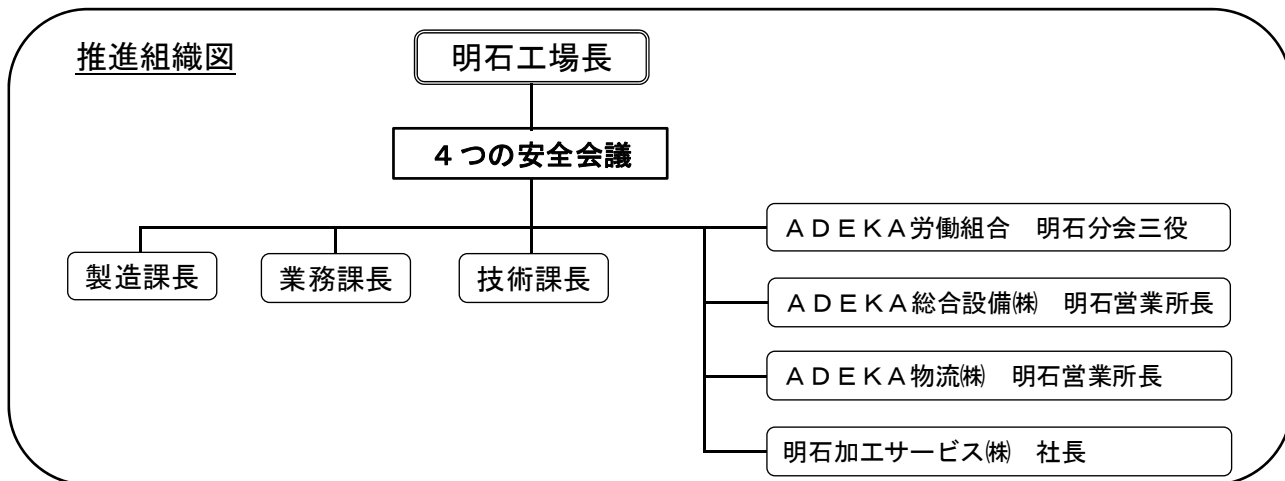 推進組織図
明石工場長
４つの安全会議
製造課長
業務課長
技術課長
ＡＤＥＫＡ労働組合　明石分会三役
ＡＤＥＫＡ総合設備㈱　明石営業所長
ＡＤＥＫＡ物流㈱　明石営業所長
明石加工サービス㈱　社長